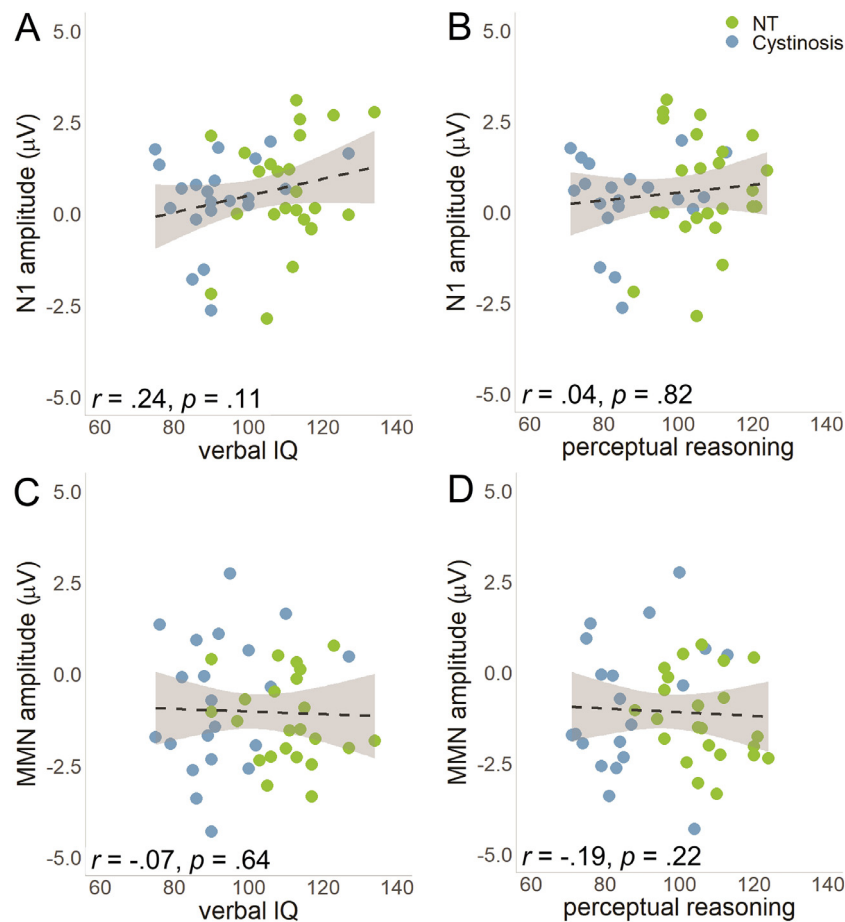 A
5.0
2.5
0.0
-2.5
-5.0
N1 amplitude (μV)
r = .24, p = .11
60 80 100 120 140
verbal IQ
B
NT
Cystinosis
5.0
2.5
0.0
-2.5
-5.0
N1 amplitude (μV)
r = .04, p = .82
60 80 100 120 140
perceptual reasoning
C
5.0
2.5
0.0
-2.5
-5.0
MMN amplitude (μV)
r = -.07, p = .64
60 80 100 120 140
verbal IQ
D
5.0
2.5
0.0
-2.5
-5.0
MMN amplitude (μV)
r = -.19, p = .22
60 80 100 120 140
perceptual reasoning